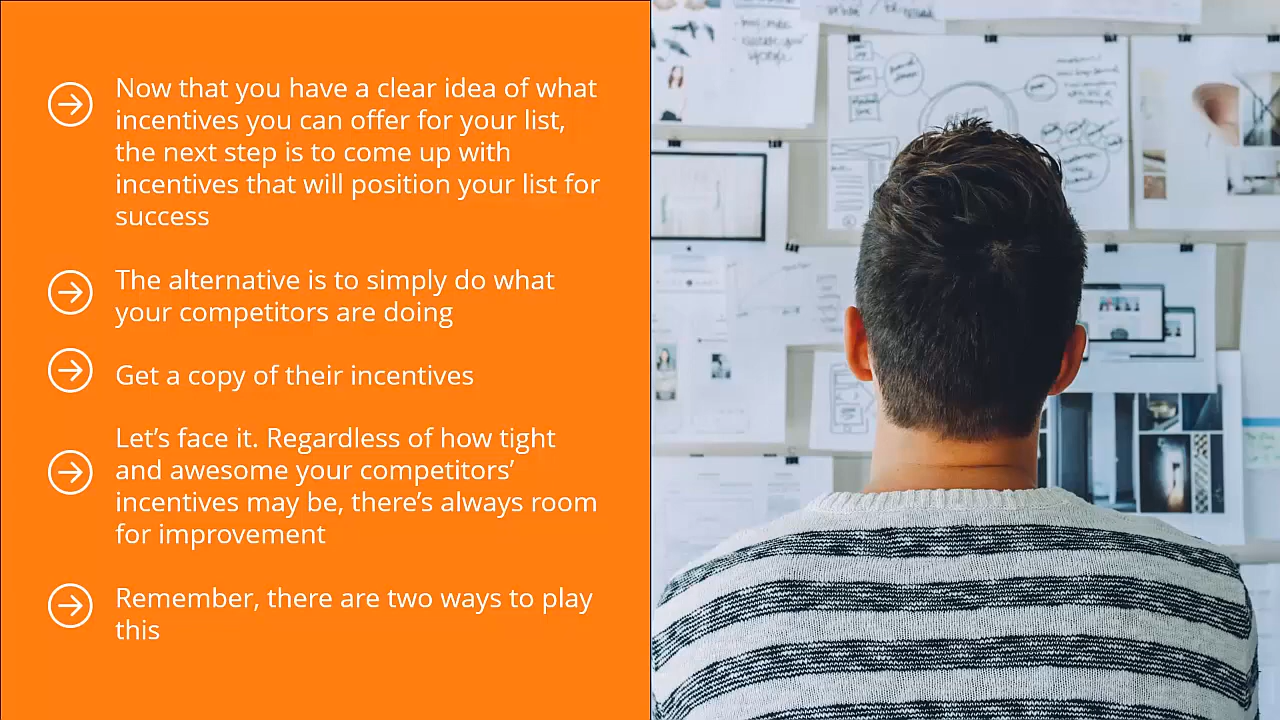 Now that you have a clear idea of what
incentives you can offer for your list,
the next step is to come up with
incentives that will position your list for
success
The alternative is to simply do what
your competitors are doing
Get a copy of their incentives
Let’s face it. Regardless of how tight
and awesome your competitors’
incentives may be, there’s always room
for improvement
Remember, there are two ways to play
this